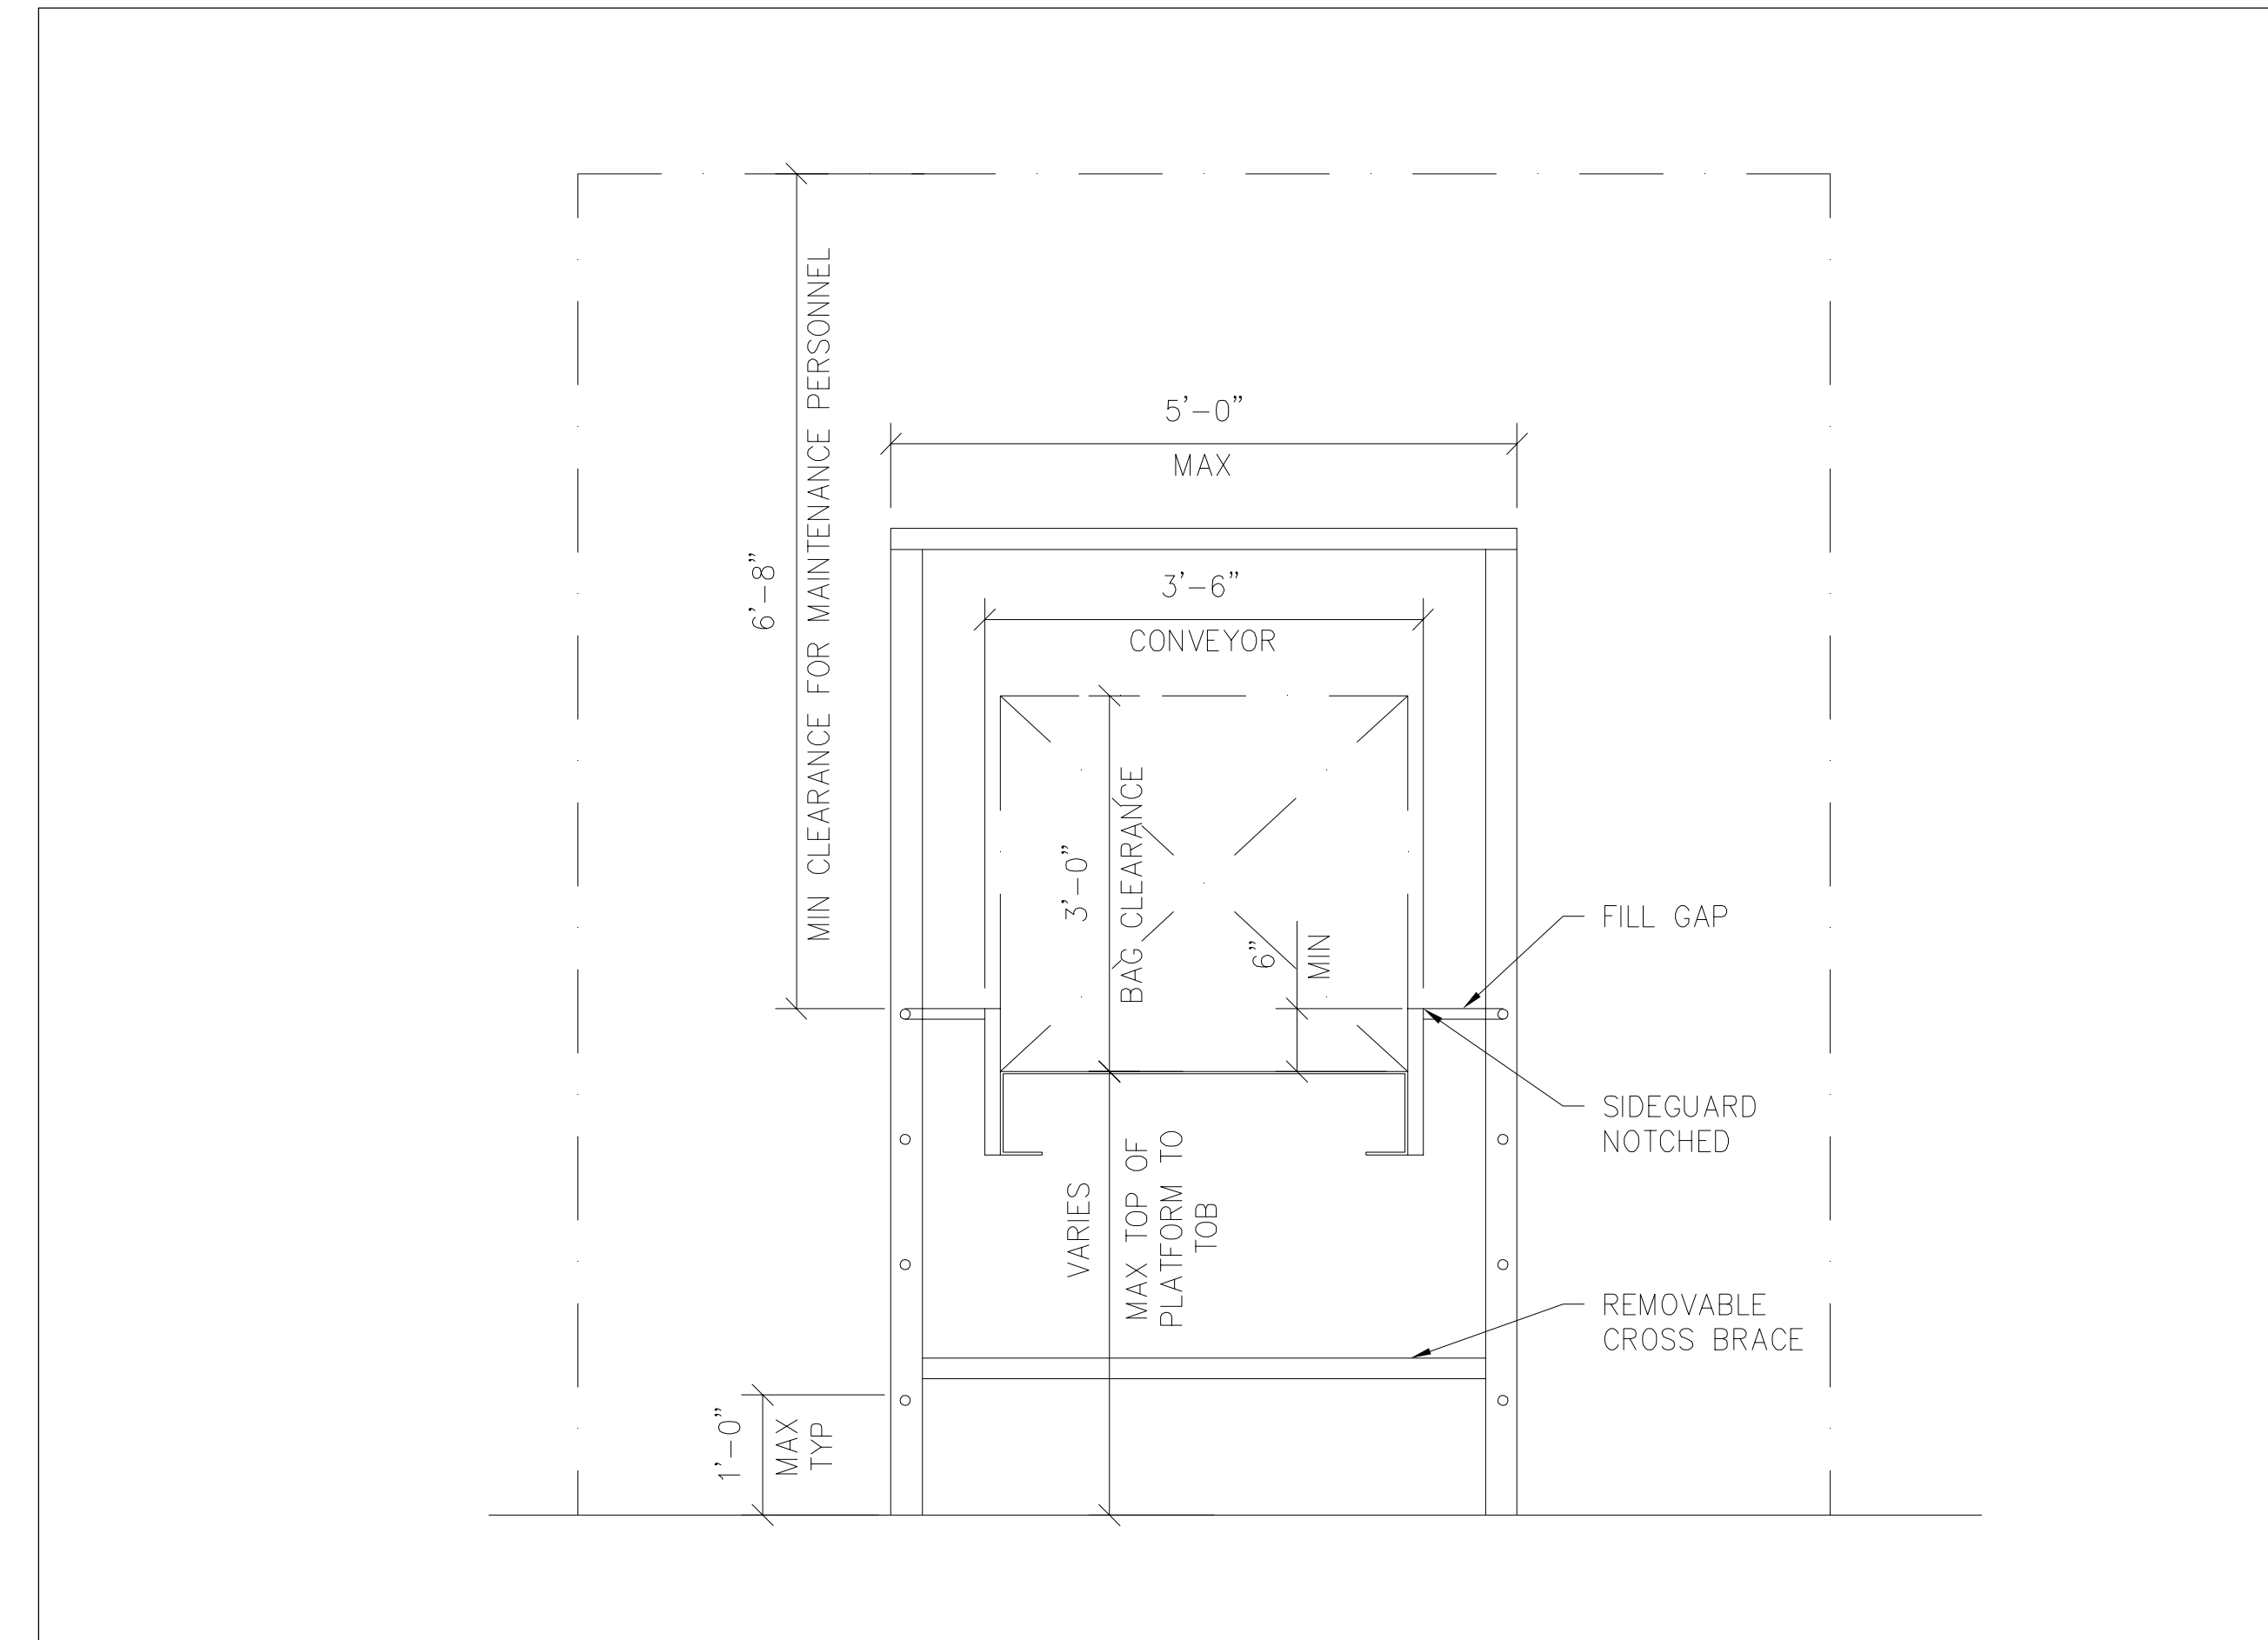 5'-0"
MAX
6'-8"
MIN CLEARANCE FOR MAINTENANCE PERSONNEL
3'-6"
CONVEYOR
3'-0"
BAG CLEARANCE
6"
MIN
FILL GAP
SIDEGUARD
NOTCHED
VARIES
MAX TOP OF
PLATFORM TO
TOB
REMOVABLE
CROSS BRACE
1'-0"
MAX
TYP